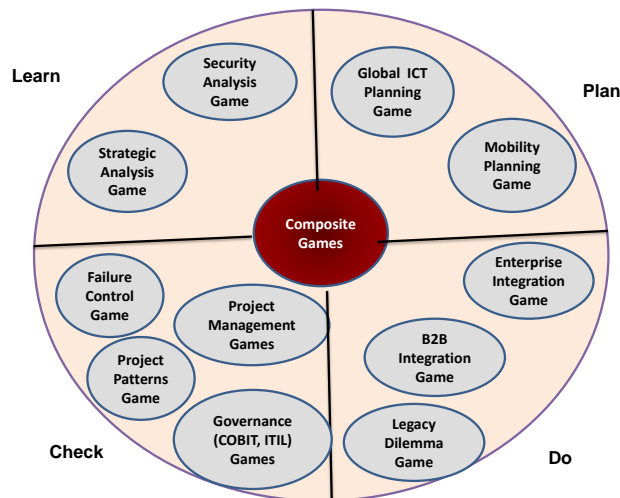 Learn
Security
Analysis
Game
Strategic
Analysis
Game
Global ICT
Planning
Game
Plan
Mobility
Planning
Game
Composite
Games
Failure
Control
Game
Project
Management
Games
Project
Patterns
Game
Governance
(COBIT, ITIL)
Games
Check
Enterprise
Integration
Game
B2B
Integration
Game
Legacy
Dilemma
Game
Do